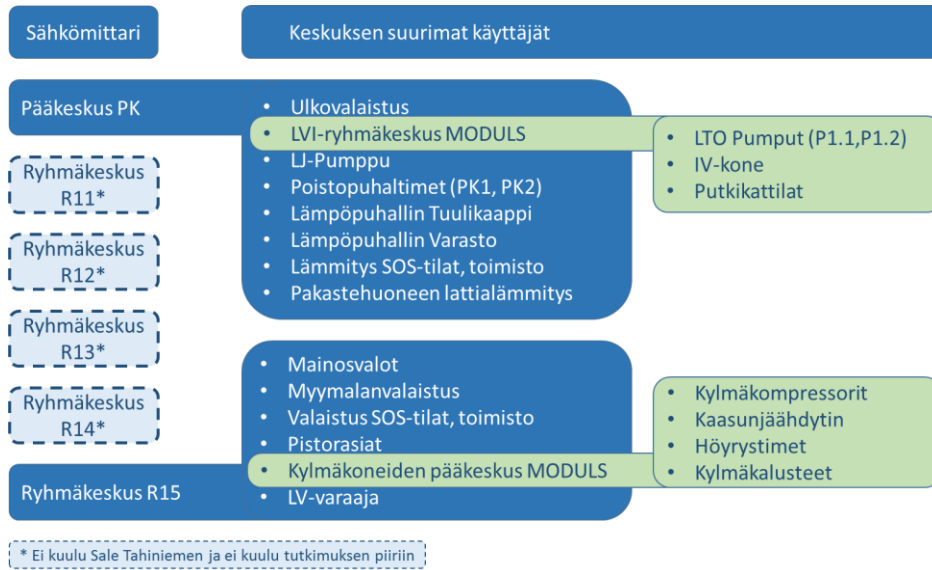 Sähkömittari
Keskuksen suurimat käyttäjät
Pääkeskus PK
• Ulkovalaistus
• LVI-ryhmäkeskus MODULS
• LJ-Pumppu
• Poistopuhaltimet (PK1, PK2)
• Lämpöpuhallin Tuulikaappi
• Lämpöpuhallin Varasto
• Lämmitys SOS-tilat, toimisto
• Pakastehuoneen lattialämmitys
• LTO Pumput (P1.1,P1.2)
• IV-kone
• Putkikattilat
Ryhmäkeskus
R11*
Ryhmäkeskus
R12*
Ryhmäkeskus
R13*
Ryhmäkeskus
R14*
Ryhmäkeskus R15
• Mainosvalot
• Myymalanvalaistus
• Valaistus SOS-tilat, toimisto
• Pistorasiat
• Kylmäkoneiden pääkeskus MODULS
• LV-varaaja
• Kylmäkompressorit
• Kaasunjäähdytin
• Höyrystimet
• Kylmäkalusteet
* Ei kuulu Sale Tahiniemen ja ei kuulu tutkimuksen piiriin